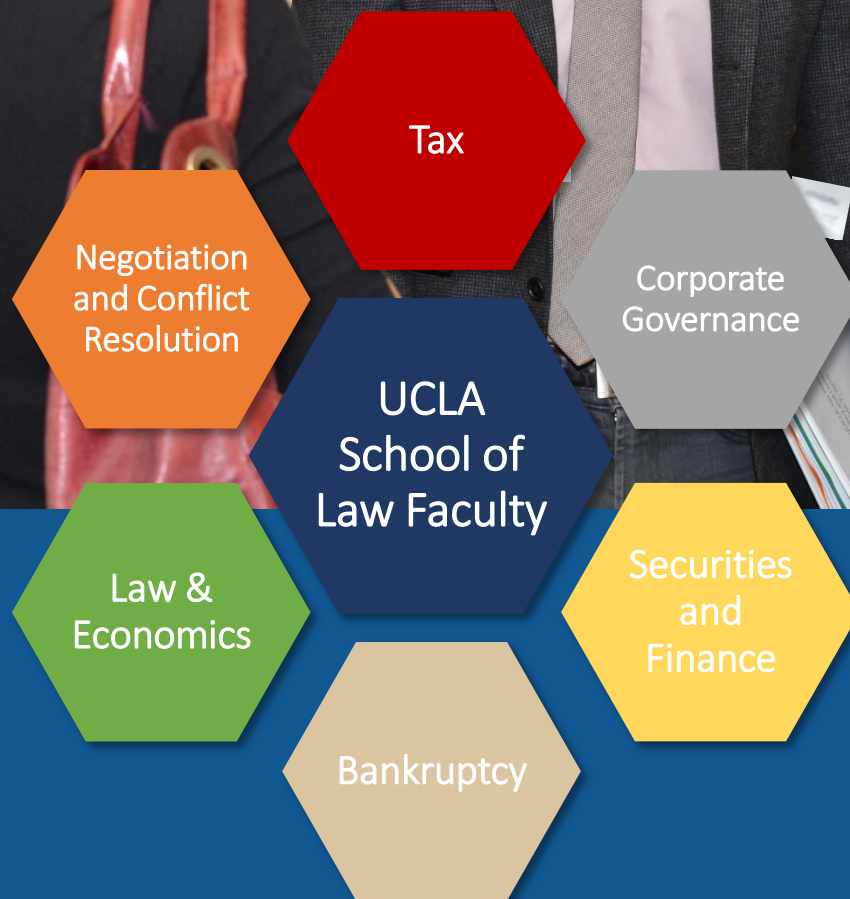 Tax
Negotiation
and Conflict
Resolution
Corporate
Governance
UCLA
School of
Law Faculty
Law &
Economics
Securities
and
Finance
Bankruptcy